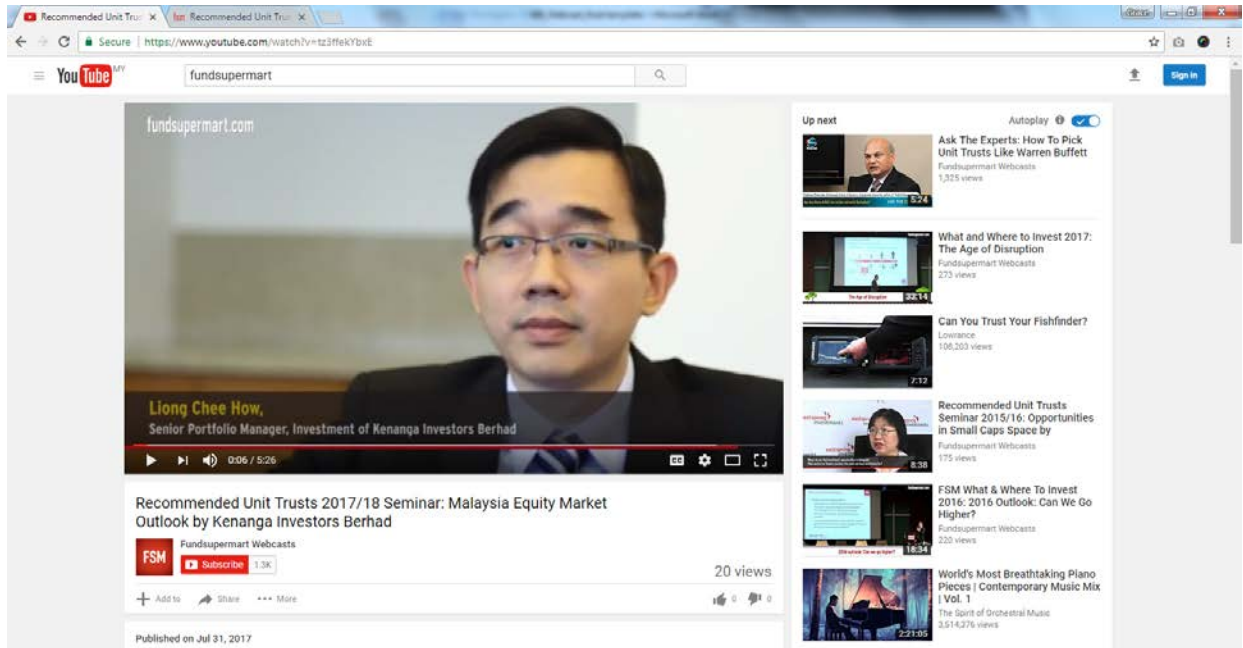 Recommended Unit Tru
Recommended Unit Tru
Secure
https://www.youtube.com/watch?v=tz3ffekYbxE
YouTube MY
fundsupermart
Sign in
fundsupermart.com
Liong Chee How,
Senior Portfolio Manager, Investment of Kenanga Investors Berhad
0:06 / 5:26
CC
Recommended Unit Trusts 2017/18 Seminar: Malaysia Equity Market
Outlook by Kenanga Investors Berhad
FSM
Fundsupermart Webcasts
Subscribe 1.3K
20 views
Add to Share More
0 0
Published on Jul 31, 2017
Up next
Autoplay
Ask The Experts: How To Pick
Unit Trusts Like Warren Buffett
Fundsupermart Webcasts
1,325 views
5:24
What and Where to Invest 2017:
The Age of Disruption
Fundsupermart Webcasts
273 views
The Age of Disruption
32:14
Can You Trust Your Fishfinder?
Lowrance
106,203 views
7:12
Recommended Unit Trusts
Seminar 2015/16: Opportunities
in Small Caps Space by
Fundsupermart Webcasts
175 views
8:38
FSM What & Where To Invest
2016: 2016 Outlook: Can We Go
Higher?
Fundsupermart Webcasts
220 views
18:34
World's Most Breathtaking Piano
Pieces | Contemporary Music Mix
| Vol. 1
The Spirit of Orchestral Music
3,514,276 views
2:21:05